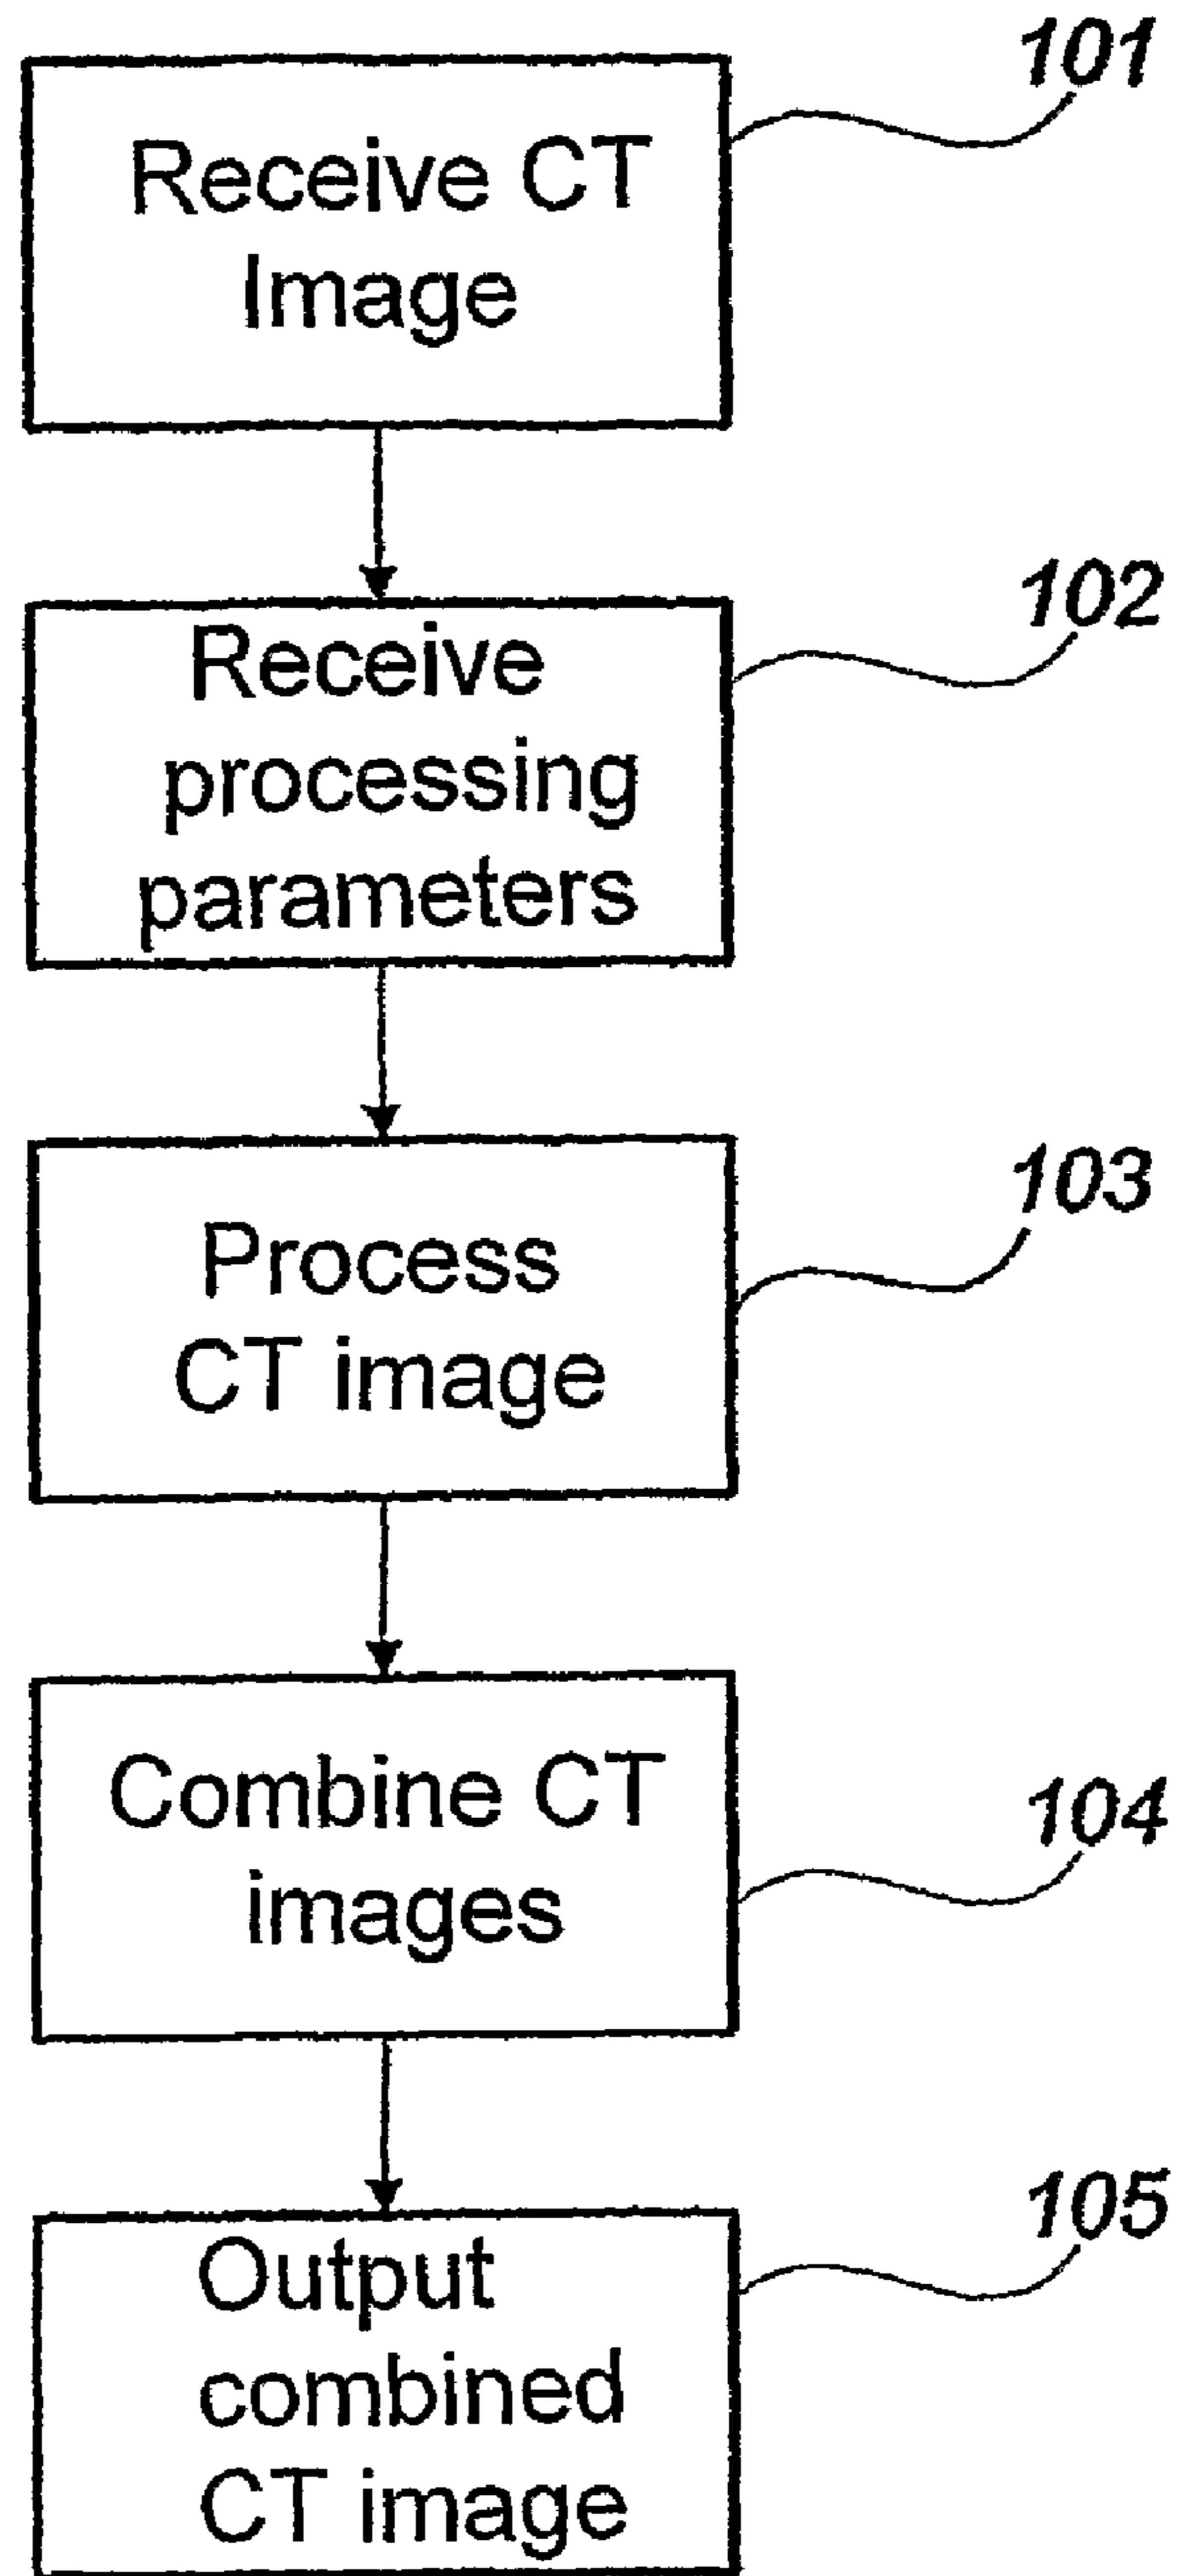 101
Receive CT
Image
102
Receive
processing
parameters
103
Process
CT image
104
Combine CT
images
105
Output
combined
CT image